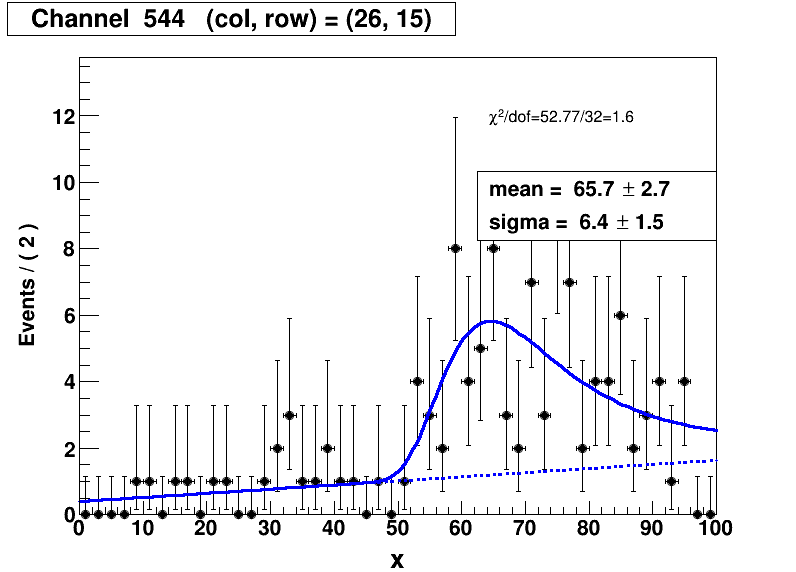 Channel 544 (col, row) = (26, 15)
χ²/dof=52.77/32=1.6
mean = 65.7 ± 2.7
sigma = 6.4 ± 1.5
Events / ( 2 )
12
10
8
6
4
2
0
0 10 20 30 40 50 60 70 80 90 100
x